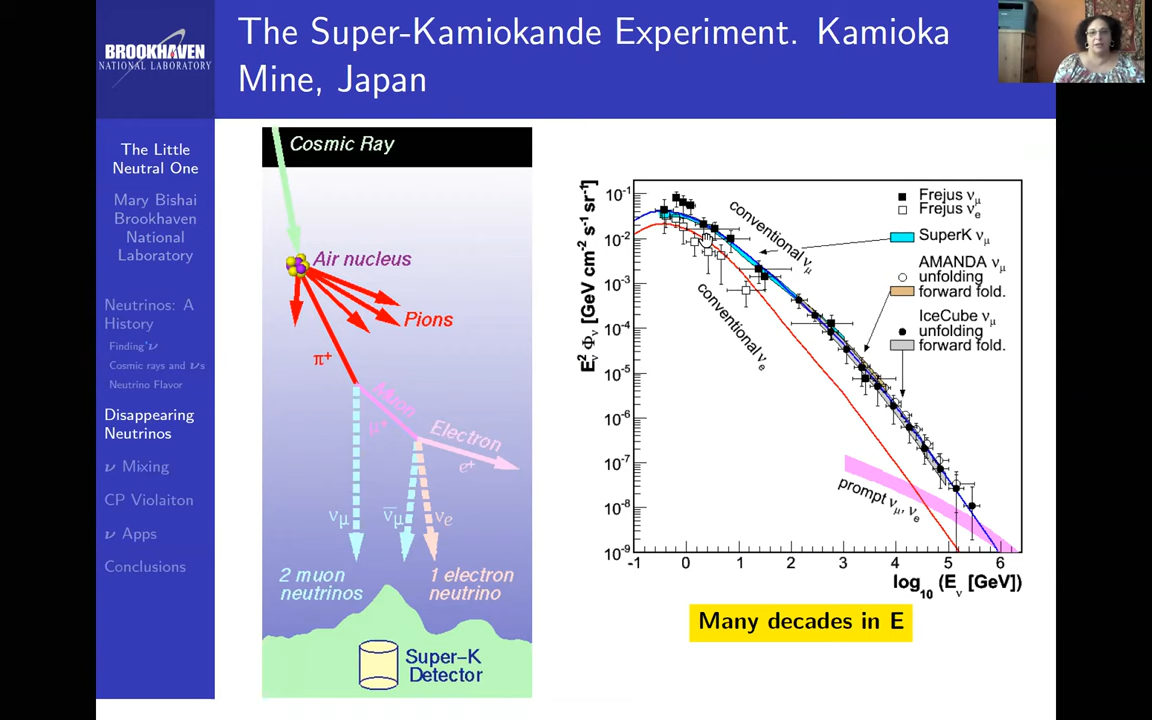 The Super-Kamiokande Experiment. Kamioka
Mine, Japan
BROOKHAVEN
NATIONAL LABORATORY
The Little
Neutral One
Mary Bishai
Brookhaven
National
Laboratory
Neutrinos: A
History
Finding ν
Cosmic rays and νs
Neutrino Flavor
Disappearing
Neutrinos
ν Mixing
CP Violaiton
ν Apps
Conclusions
Cosmic Ray
Air nucleus
Pions
π+
Muon
μ+
Electron
e+
νμ
ν̅μ
νe
2 muon
neutrinos
1 electron
neutrino
Super-K
Detector
E²ν Φν [GeV cm⁻² s⁻¹ sr⁻¹]
10⁻¹
10⁻²
10⁻³
10⁻⁴
10⁻⁵
10⁻⁶
10⁻⁷
10⁻⁸
10⁻⁹
-1 0 1 2 3 4 5 6
log₁₀ (Eν [GeV])
conventional νμ
conventional νe
prompt νμ, νe
Frejus νμ
Frejus νe
SuperK νμ
AMANDA νμ
unfolding
forward fold.
IceCube νμ
unfolding
forward fold.
Many decades in E